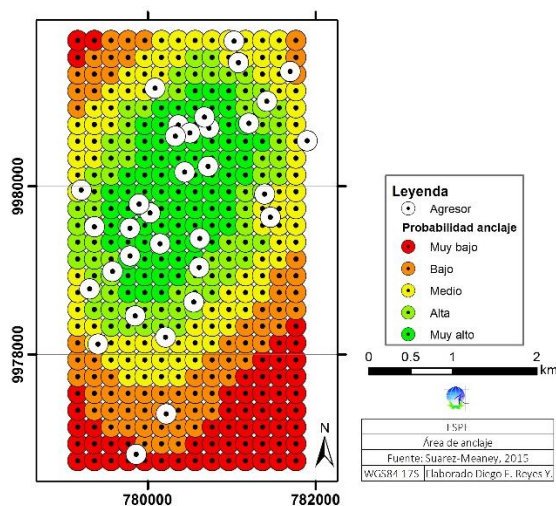 9980000
9978000
780000
782000
Leyenda
Agresor
Probabilidad anclaje
Muy bajo
Bajo
Medio
Alta
Muy alto
0 0.5 1 2
km
N
ESPE
Área de anclaje
Fuente: Suarez-Meaney, 2015
WGS84 17S Elaborado Diego F. Reyes Y.